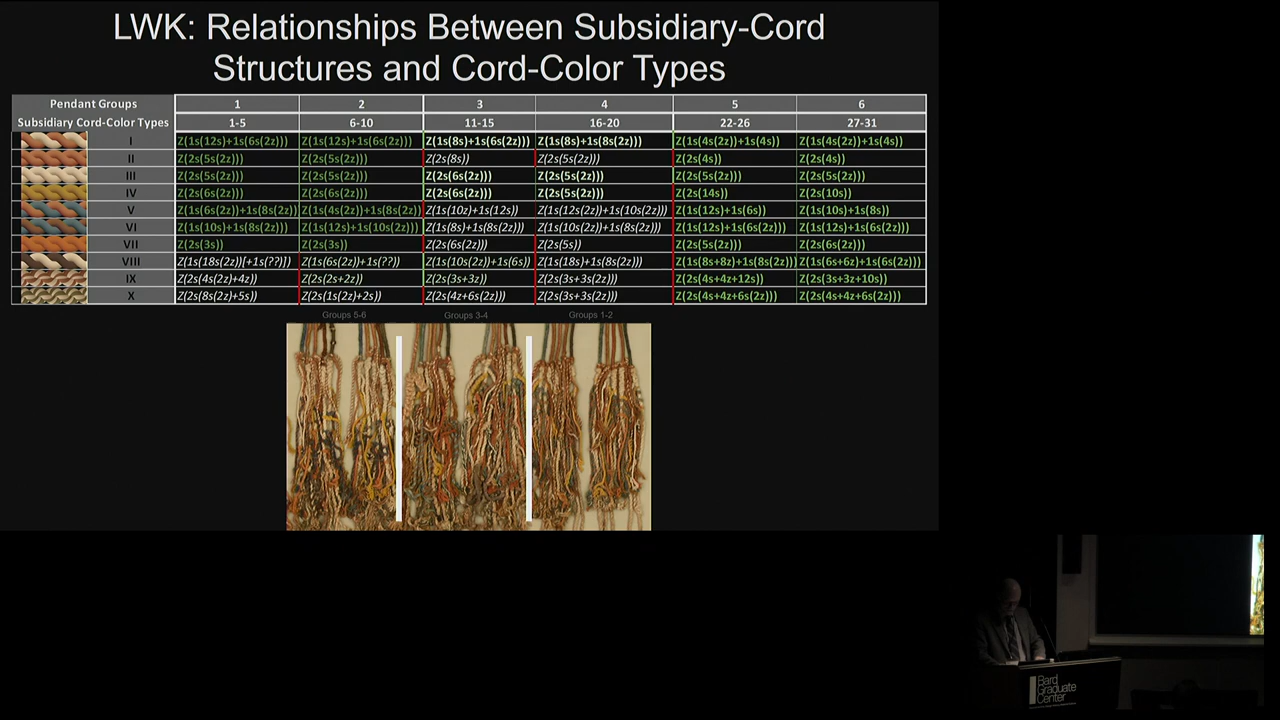 LWK: Relationships Between Subsidiary-Cord
Structures and Cord-Color Types
Pendant Groups 1 2 3 4 5 6
Subsidiary Cord-Color Types 1-5 6-10 11-15 16-20 22-26 27-31
I Z(1s(12s)+1s(6s(2z))) Z(1s(12s)+1s(6s(2z))) Z(1s(8s)+1s(6s(2z))) Z(1s(8s)+1s(8s(2z))) Z(1s(4s(2z))+1s(4s)) Z(1s(4s(2z))+1s(4s))
II Z(2s(5s(2z))) Z(2s(5s(2z))) Z(2s(8s)) Z(2s(5s(2z))) Z(2s(4s)) Z(2s(4s))
III Z(2s(5s(2z))) Z(2s(5s(2z))) Z(2s(6s(2z))) Z(2s(5s(2z))) Z(2s(5s(2z))) Z(2s(5s(2z)))
IV Z(2s(6s(2z))) Z(2s(6s(2z))) Z(2s(6s(2z))) Z(2s(5s(2z))) Z(2s(14s)) Z(2s(10s))
V Z(1s(6s(2z))+1s(8s(2z)) Z(1s(4s(2z))+1s(8s(2z)) Z(1s(10z)+1s(12s)) Z(1s(12s(2z))+1s(10s(2z))) Z(1s(12s)+1s(6s)) Z(1s(10s)+1s(8s))
VI Z(1s(10s)+1s(8s(2z))) Z(1s(12s)+1s(10s(2z))) Z(1s(8s)+1s(8s(2z))) Z(1s(10s(2z))+1s(8s(2z))) Z(1s(12s)+1s(6s(2z))) Z(1s(12s)+1s(6s(2z)))
VII Z(2s(3s)) Z(2s(3s)) Z(2s(6s(2z))) Z(2s(5s)) Z(2s(5s(2z))) Z(2s(6s(2z)))
VIII Z(1s(18s(2z))(+1s(??))) Z(1s(6s(2z))+1s(??)) Z(1s(10s(2z))+1s(6s)) Z(1s(18s)+1s(8s(2z))) Z(1s(8s+8z)+1s(8s(2z))) Z(1s(6s+6z)+1s(6s(2z)))
IX Z(2s(4s(2z)+4z)) Z(2s(2s+2z)) Z(2s(3s+3z)) Z(2s(3s+3s(2z))) Z(2s(4s+4z+12s)) Z(2s(3s+3z+10s))
X Z(2s(8s(2z)+5s)) Z(2s(1s(2z)+2s)) Z(2s(4z+6s(2z))) Z(2s(3s+3s(2z))) Z(2s(4s+4z+6s(2z))) Z(2s(4s+4z+6s(2z)))
Groups 5-6 Groups 3-4 Groups 1-2
Bard
Graduate
Center